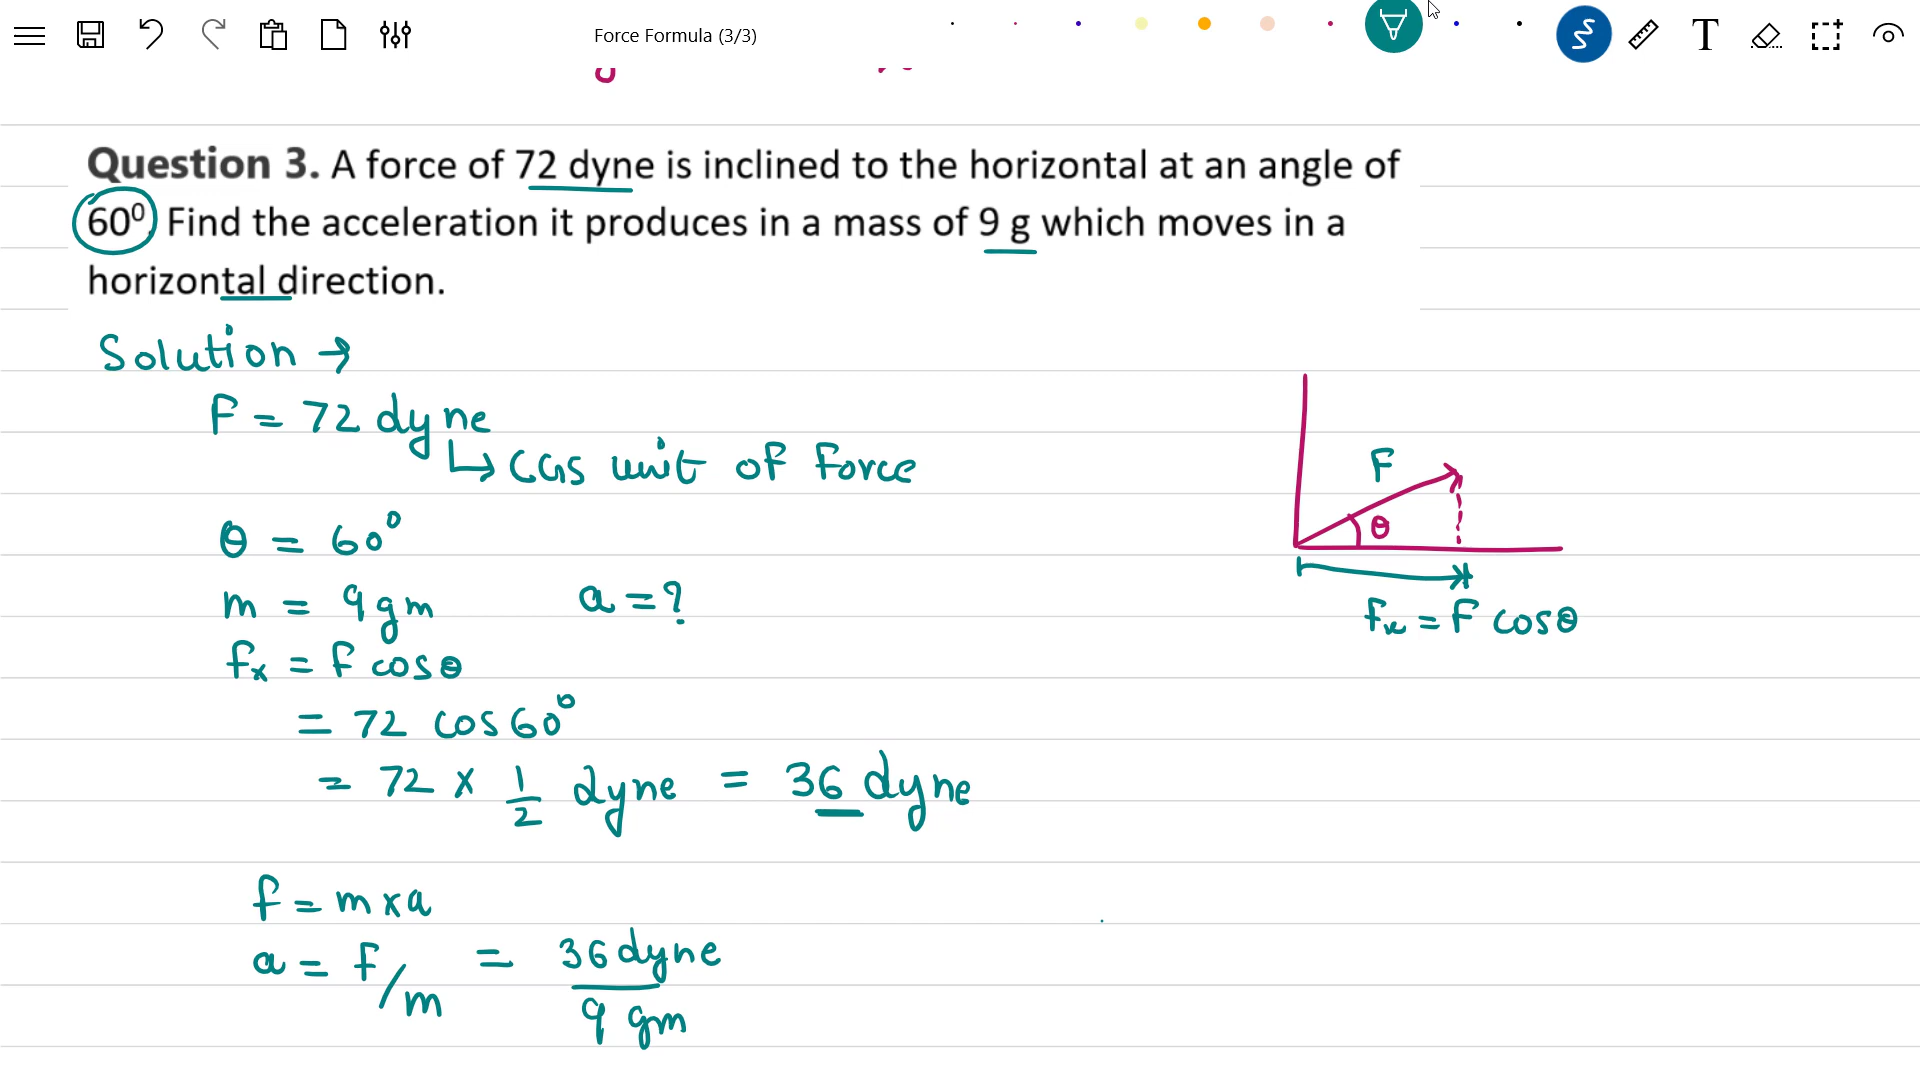 Force Formula (3/3)
Question 3. A force of 72 dyne is inclined to the horizontal at an angle of
60⁰. Find the acceleration it produces in a mass of 9 g which moves in a
horizontal direction.
Solution →
F = 72 dyne
↳ CGS unit of Force
θ = 60°
m = 9 gm a = ?
Fx = F cosθ
= 72 cos 60°
= 72 × 1/2 dyne = 36 dyne
F = m×a
a = F/m = 36 dyne / 9 gm
F
θ
Fx = F cosθ